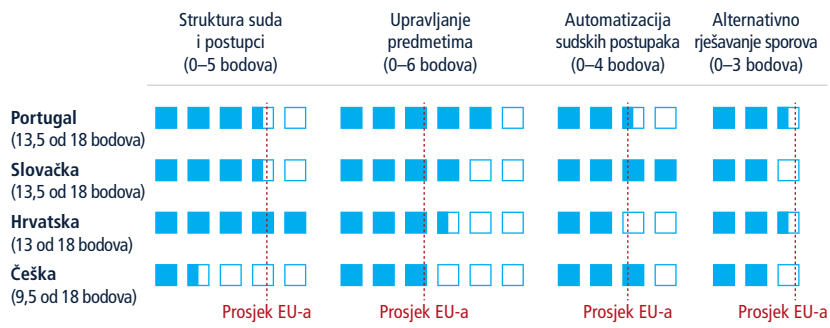 Struktura suda
i postupci
(0–5 bodova)
Upravljanje
predmetima
(0–6 bodova)
Automatizacija
sudskih postupaka
(0–4 bodova)
Alternativno
rješavanje sporova
(0–3 bodova)
Portugal
(13,5 od 18 bodova)
Slovačka
(13,5 od 18 bodova)
Hrvatska
(13 od 18 bodova)
Češka
(9,5 od 18 bodova)
Prosjek EU-a
Prosjek EU-a
Prosjek EU-a
Prosjek EU-a